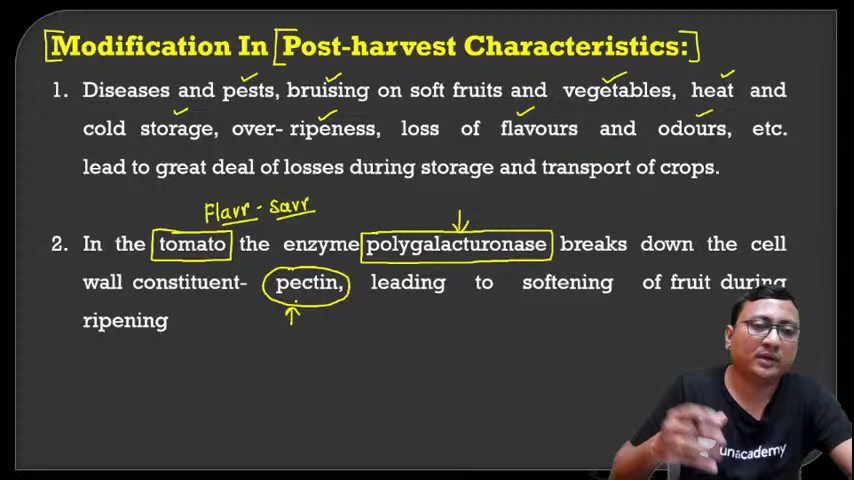 Modification In Post-harvest Characteristics:
1. Diseases and pests, bruising on soft fruits and vegetables, heat and
cold storage, over- ripeness, loss of flavours and odours, etc.
lead to great deal of losses during storage and transport of crops.
Flavr - Savr
2. In the tomato the enzyme polygalacturonase breaks down the cell
wall constituent- pectin, leading to softening of fruit during
ripening
unacademy